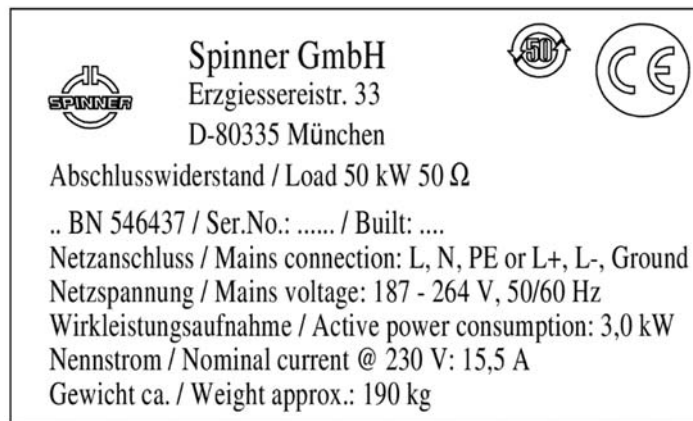 Spinner GmbH
50
CE
SPINNER
Erzgiessereistr. 33
D-80335 München
Abschlusswiderstand / Load 50 kW 50 Ω
.. BN 546437 / Ser.No.: ...... / Built: ....
Netzanschluss / Mains connection: L, N, PE or L+, L-, Ground
Netzspannung / Mains voltage: 187 - 264 V, 50/60 Hz
Wirkleistungsaufnahme / Active power consumption: 3,0 kW
Nennstrom / Nominal current @ 230 V: 15,5 A
Gewicht ca. / Weight approx.: 190 kg